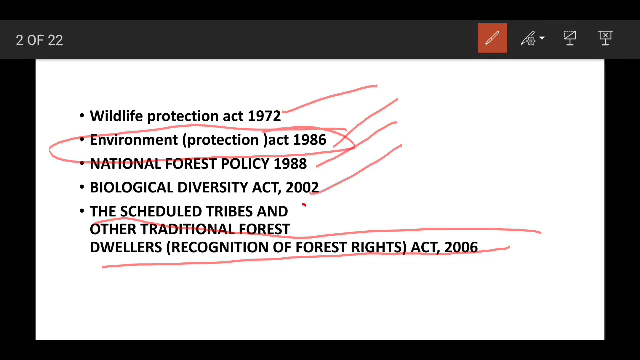 2 OF 22
• Wildlife protection act 1972
• Environment (protection )act 1986
• NATIONAL FOREST POLICY 1988
• BIOLOGICAL DIVERSITY ACT, 2002
• THE SCHEDULED TRIBES AND
OTHER TRADITIONAL FOREST
DWELLERS (RECOGNITION OF FOREST RIGHTS) ACT, 2006